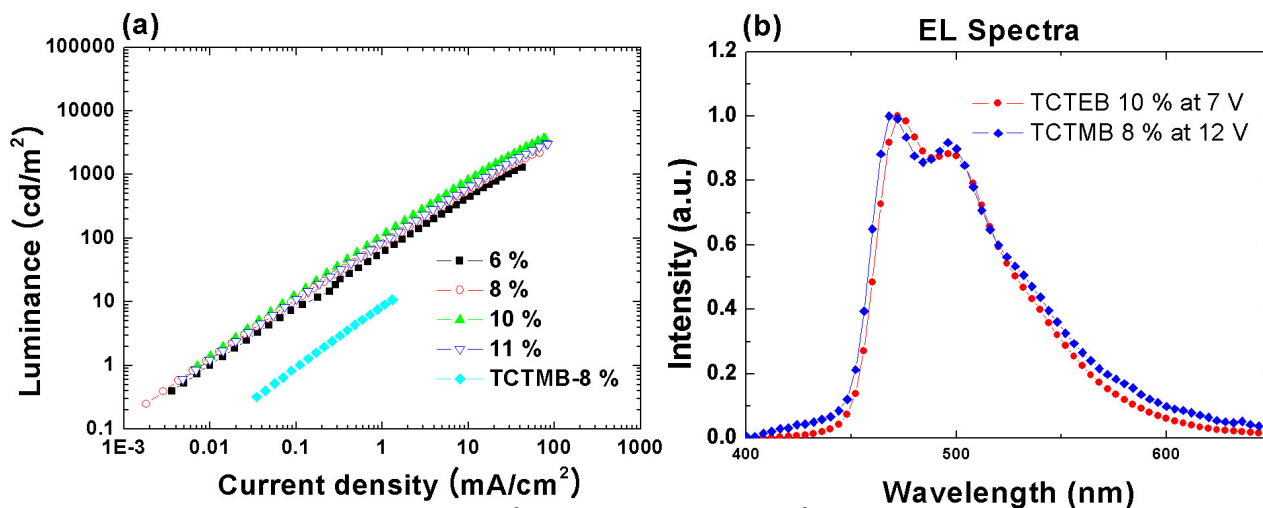 (a)
Luminance (cd/m²)
100000
10000
1000
100
10
1
0.1
6 %
8 %
10 %
11 %
TCTMB-8 %
1E-3 0.01 0.1 1 10 100 1000
Current density (mA/cm²)
(b) EL Spectra
Intensity (a.u.)
1.2
1.0
0.8
0.6
0.4
0.2
0.0
TCTEB 10 % at 7 V
TCTMB 8 % at 12 V
400 500 600
Wavelength (nm)